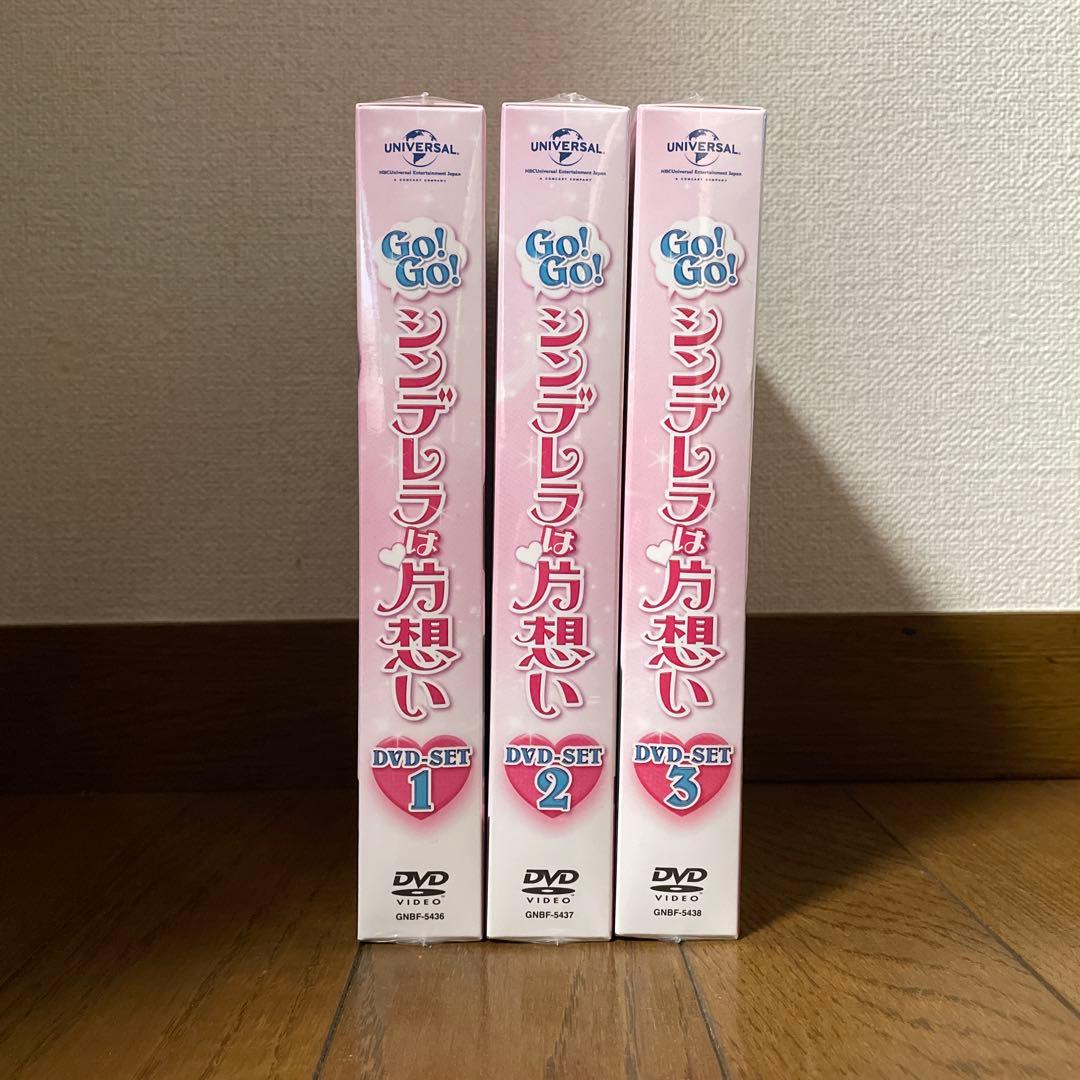 UNIVERSAL
NBCUniversal Entertainment Japan
A COMCAST COMPANY
Go!
Go!
シンデレラは片想い
DVD-SET
1
DVD
VIDEO
GNBF-5436
UNIVERSAL
NBCUniversal Entertainment Japan
A COMCAST COMPANY
Go!
Go!
シンデレラは片想い
DVD-SET
2
DVD
VIDEO
GNBF-5437
UNIVERSAL
NBCUniversal Entertainment Japan
A COMCAST COMPANY
Go!
Go!
シンデレラは片想い
DVD-SET
3
DVD
VIDEO
GNBF-5438